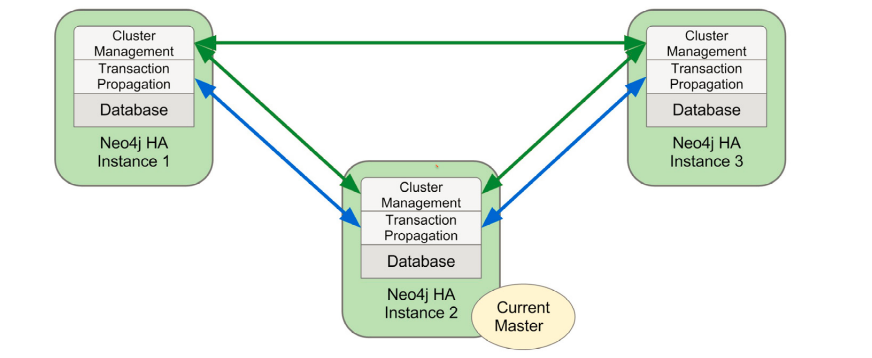 Cluster
Management
Transaction
Propagation
Database
Neo4j HA
Instance 1
Cluster
Management
Transaction
Propagation
Database
Neo4j HA
Instance 3
Cluster
Management
Transaction
Propagation
Database
Neo4j HA
Instance 2
Current
Master